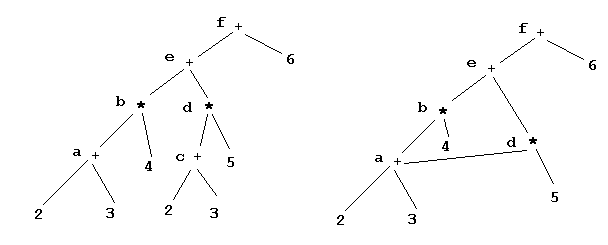 f + f +
e + 6 e + 6
b * d * b *
a + 4 c + 5 4 d *
a +
2 3 2 3 2 3 5